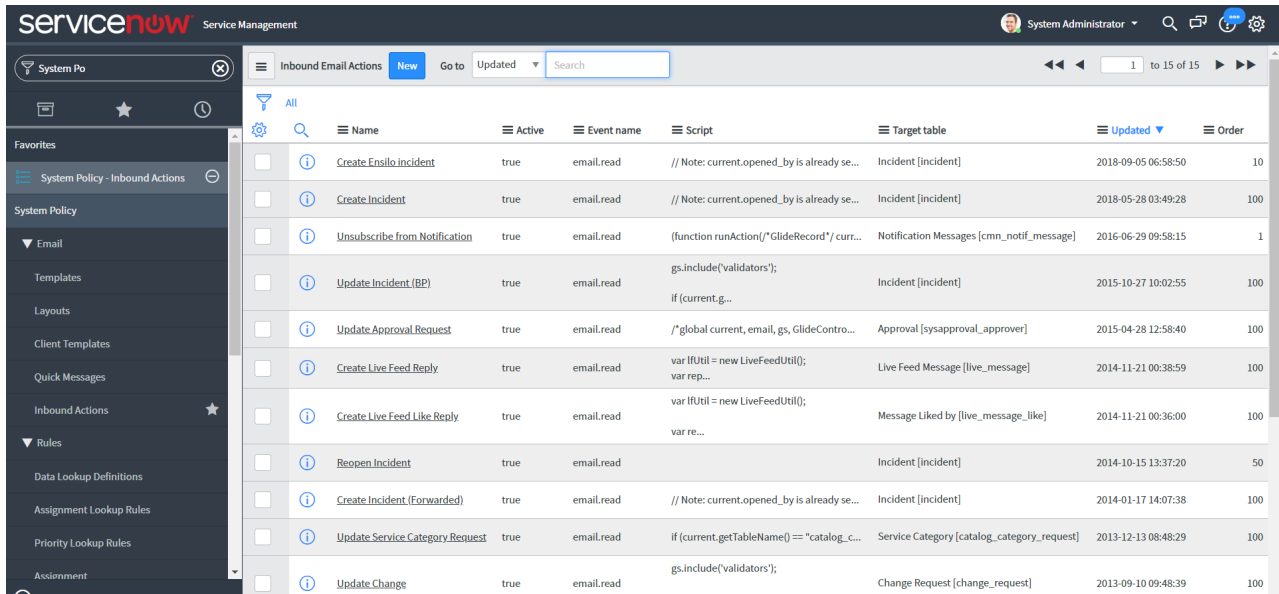 servicenow Service Management
System Administrator
System Po
Inbound Email Actions New Go to Updated Search 1 to 15 of 15
All
Name Active Event name Script Target table Updated Order
Favorites
System Policy - Inbound Actions
System Policy
Email
Templates
Layouts
Client Templates
Quick Messages
Inbound Actions
Rules
Data Lookup Definitions
Assignment Lookup Rules
Priority Lookup Rules
Assignment
Create Ensilo incident true email.read // Note: current.opened_by is already se... Incident [incident] 2018-09-05 06:58:50 10
Create Incident true email.read // Note: current.opened_by is already se... Incident [incident] 2018-05-28 03:49:28 100
Unsubscribe from Notification true email.read (function runAction(/*GlideRecord*/ curr... Notification Messages [cmn_notif_message] 2016-06-29 09:58:15 1
gs.include('validators');
Update Incident (BP) true email.read Incident [incident] 2015-10-27 10:02:55 100
if (current.g...
Update Approval Request true email.read /*global current, email, gs, GlideContro... Approval [sysapproval_approver] 2015-04-28 12:58:40 100
var lfUtil = new LiveFeedUtil();
Create Live Feed Reply true email.read Live Feed Message [live_message] 2014-11-21 00:38:59 100
var rep...
var lfUtil = new LiveFeedUtil();
Create Live Feed Like Reply true email.read Message Liked by [live_message_like] 2014-11-21 00:36:00 100
var re...
Reopen Incident true email.read Incident [incident] 2014-10-15 13:37:20 50
Create Incident (Forwarded) true email.read // Note: current.opened_by is already se... Incident [incident] 2014-01-17 14:07:38 100
Update Service Category Request true email.read if (current.getTableName() == "catalog_c... Service Category [catalog_category_request] 2013-12-13 08:48:29 100
gs.include('validators');
Update Change true email.read Change Request [change_request] 2013-09-10 09:48:39 100